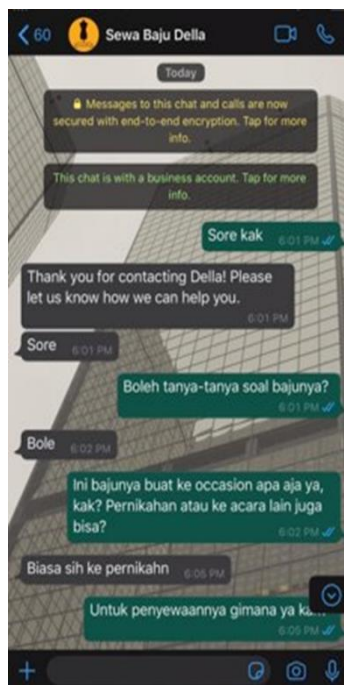 60
Sewa Baju Della
Today
Messages to this chat and calls are now
secured with end-to-end encryption. Tap for more
info.
This chat is with a business account. Tap for more
info.
Sore kak
6:01 PM
Thank you for contacting Della! Please
let us know how we can help you.
6:01 PM
Sore
6:01 PM
Boleh tanya-tanya soal bajunya?
6:01 PM
Bole
6:02 PM
Ini bajunya buat ke occasion apa aja ya,
kak? Pernikahan atau ke acara lain juga
bisa?
6:02 PM
Biasa sih ke pernikahn
6:05 PM
Untuk penyewaannya gimana ya
6:05 PM